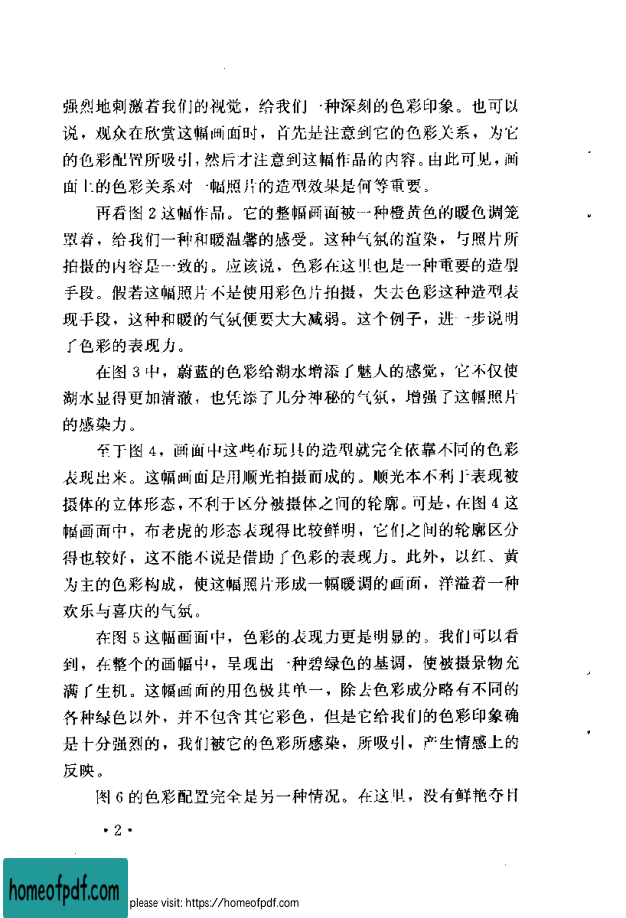 强烈地刺激着我们的视觉，给我们一种深刻的色彩印象。也可以
说，观众在欣赏这幅画面时，首先是注意到它的色彩关系，为它
的色彩配置所吸引，然后才注意到这幅作品的内容。由此可见，画
面上的色彩关系对一幅照片的造型效果是何等重要。
再看图2这幅作品。它的整幅画面被一种橙黄色的暖色调笼
罩着，给我们一种和暖温馨的感受。这种气氛的渲染，与照片所
拍摄的内容是一致的。应该说，色彩在这里也是一种重要的造型
手段。假若这幅照片不是使用彩色片拍摄，失去色彩这种造型表
现手段，这种和暖的气氛便要大大减弱。这个例子，进一步说明
了色彩的表现力。
在图3中，蔚蓝的色彩给湖水增添了魅人的感觉，它不仅使
湖水显得更加清澈，也凭添了几分神秘的气氛，增强了这幅照片
的感染力。
至于图4，画面中这些布玩具的造型就完全依靠不同的色彩
表现出来。这幅画面是用顺光拍摄而成的。顺光本不利于表现被
摄体的立体形态，不利于区分被摄体之间的轮廓。可是，在图4这
幅画面中，布老虎的形态表现得比较鲜明，它们之间的轮廓区分
得也较好，这不能不说是借助了色彩的表现力。此外，以红、黄
为主的色彩构成，使这幅照片形成一幅暖调的画面，洋溢着一种
欢乐与喜庆的气氛。
在图5这幅画面中，色彩的表现力更是明显的。我们可以看
到，在整个的画幅中，呈现出一种碧绿色的基调，使被摄景物充
满了生机。这幅画面的用色极其单一，除去色彩成分略有不同的
各种绿色以外，并不包含其它彩色，但是它给我们的色彩印象确
是十分强烈的，我们被它的色彩所感染，所吸引，产生情感上的
反映。
图6的色彩配置完全是另一种情况。在这里，没有鲜艳夺目
·2·
homeofpdf.com
please visit: https://homeofpdf.com